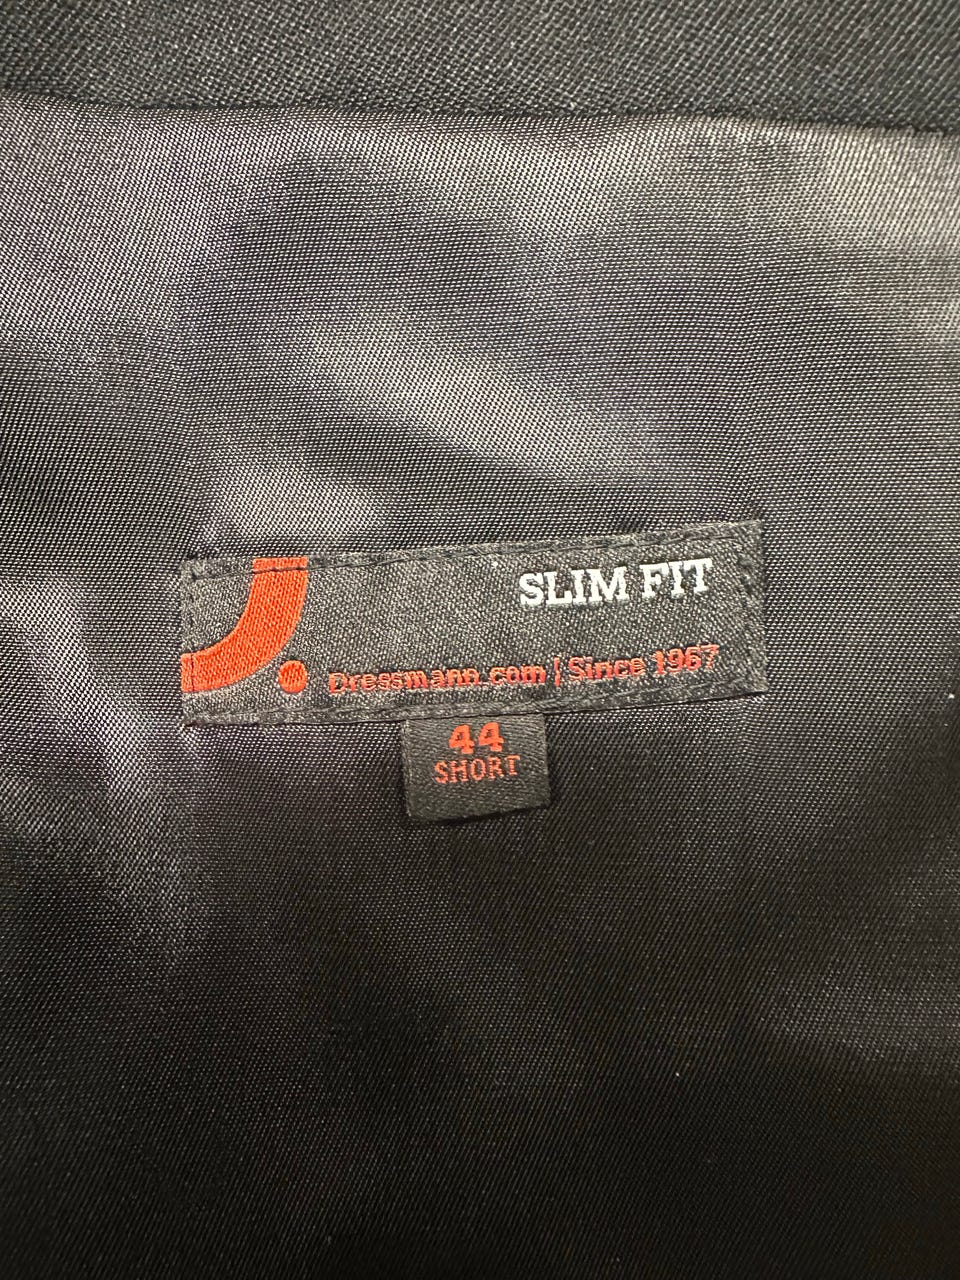 SLIM FIT
Dressmann.com | Since 1967
44
SHORT